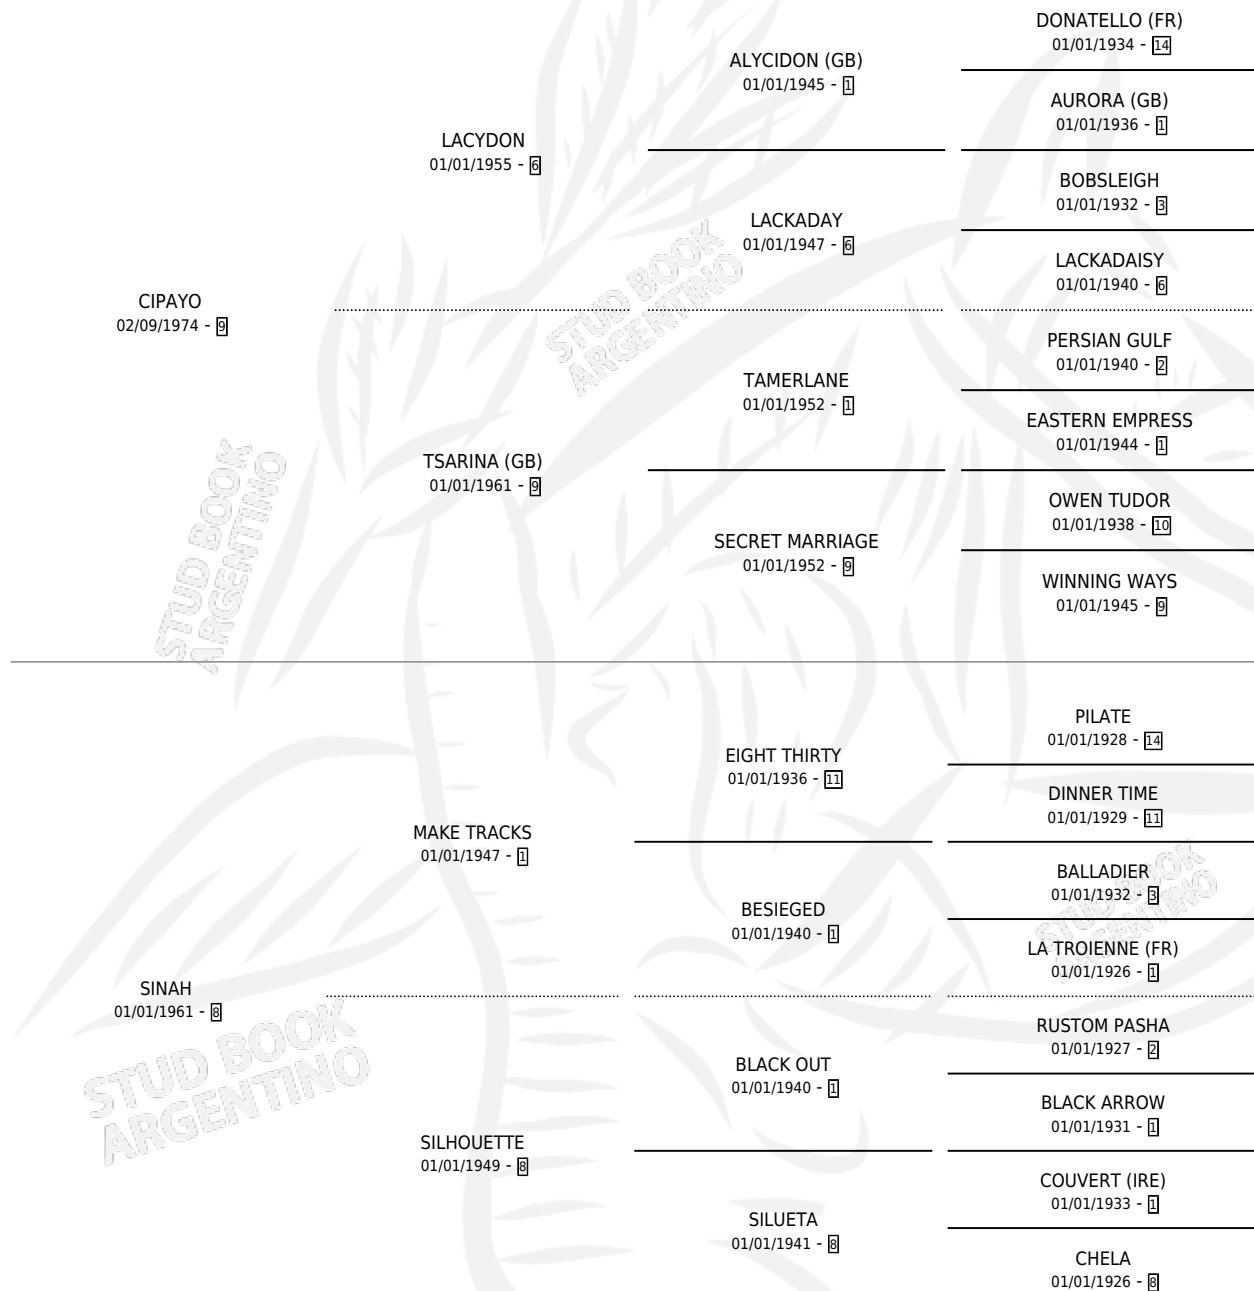 DONATELLO (FR)
01/01/1934 - 14
ALYCIDON (GB)
01/01/1945 - 1
AURORA (GB)
01/01/1936 - 1
LACYDON
01/01/1955 - 6
BOBSLEIGH
01/01/1932 - 3
LACKADAY
01/01/1947 - 6
LACKADAISY
01/01/1940 - 6
CIPAYO
02/09/1974 - 9
PERSIAN GULF
01/01/1940 - 2
TAMERLANE
01/01/1952 - 1
EASTERN EMPRESS
01/01/1944 - 1
TSARINA (GB)
01/01/1961 - 9
OWEN TUDOR
01/01/1938 - 10
SECRET MARRIAGE
01/01/1952 - 9
WINNING WAYS
01/01/1945 - 9
PILATE
01/01/1928 - 14
EIGHT THIRTY
01/01/1936 - 11
DINNER TIME
01/01/1929 - 11
MAKE TRACKS
01/01/1947 - 1
BALLADIER
01/01/1932 - 3
BESIEGED
01/01/1940 - 1
LA TROIENNE (FR)
01/01/1926 - 1
SINAH
01/01/1961 - 8
RUSTOM PASHA
01/01/1927 - 2
BLACK OUT
01/01/1940 - 1
BLACK ARROW
01/01/1931 - 1
SILHOUETTE
01/01/1949 - 8
COUVERT (IRE)
01/01/1933 - 1
SILUETA
01/01/1941 - 8
CHELA
01/01/1926 - 8
STUD BOOK
ARGENTINO
STUD BOOK
ARGENTINO
STUD BOOK
ARGENTINO
STUD BOOK
ARGENTINO